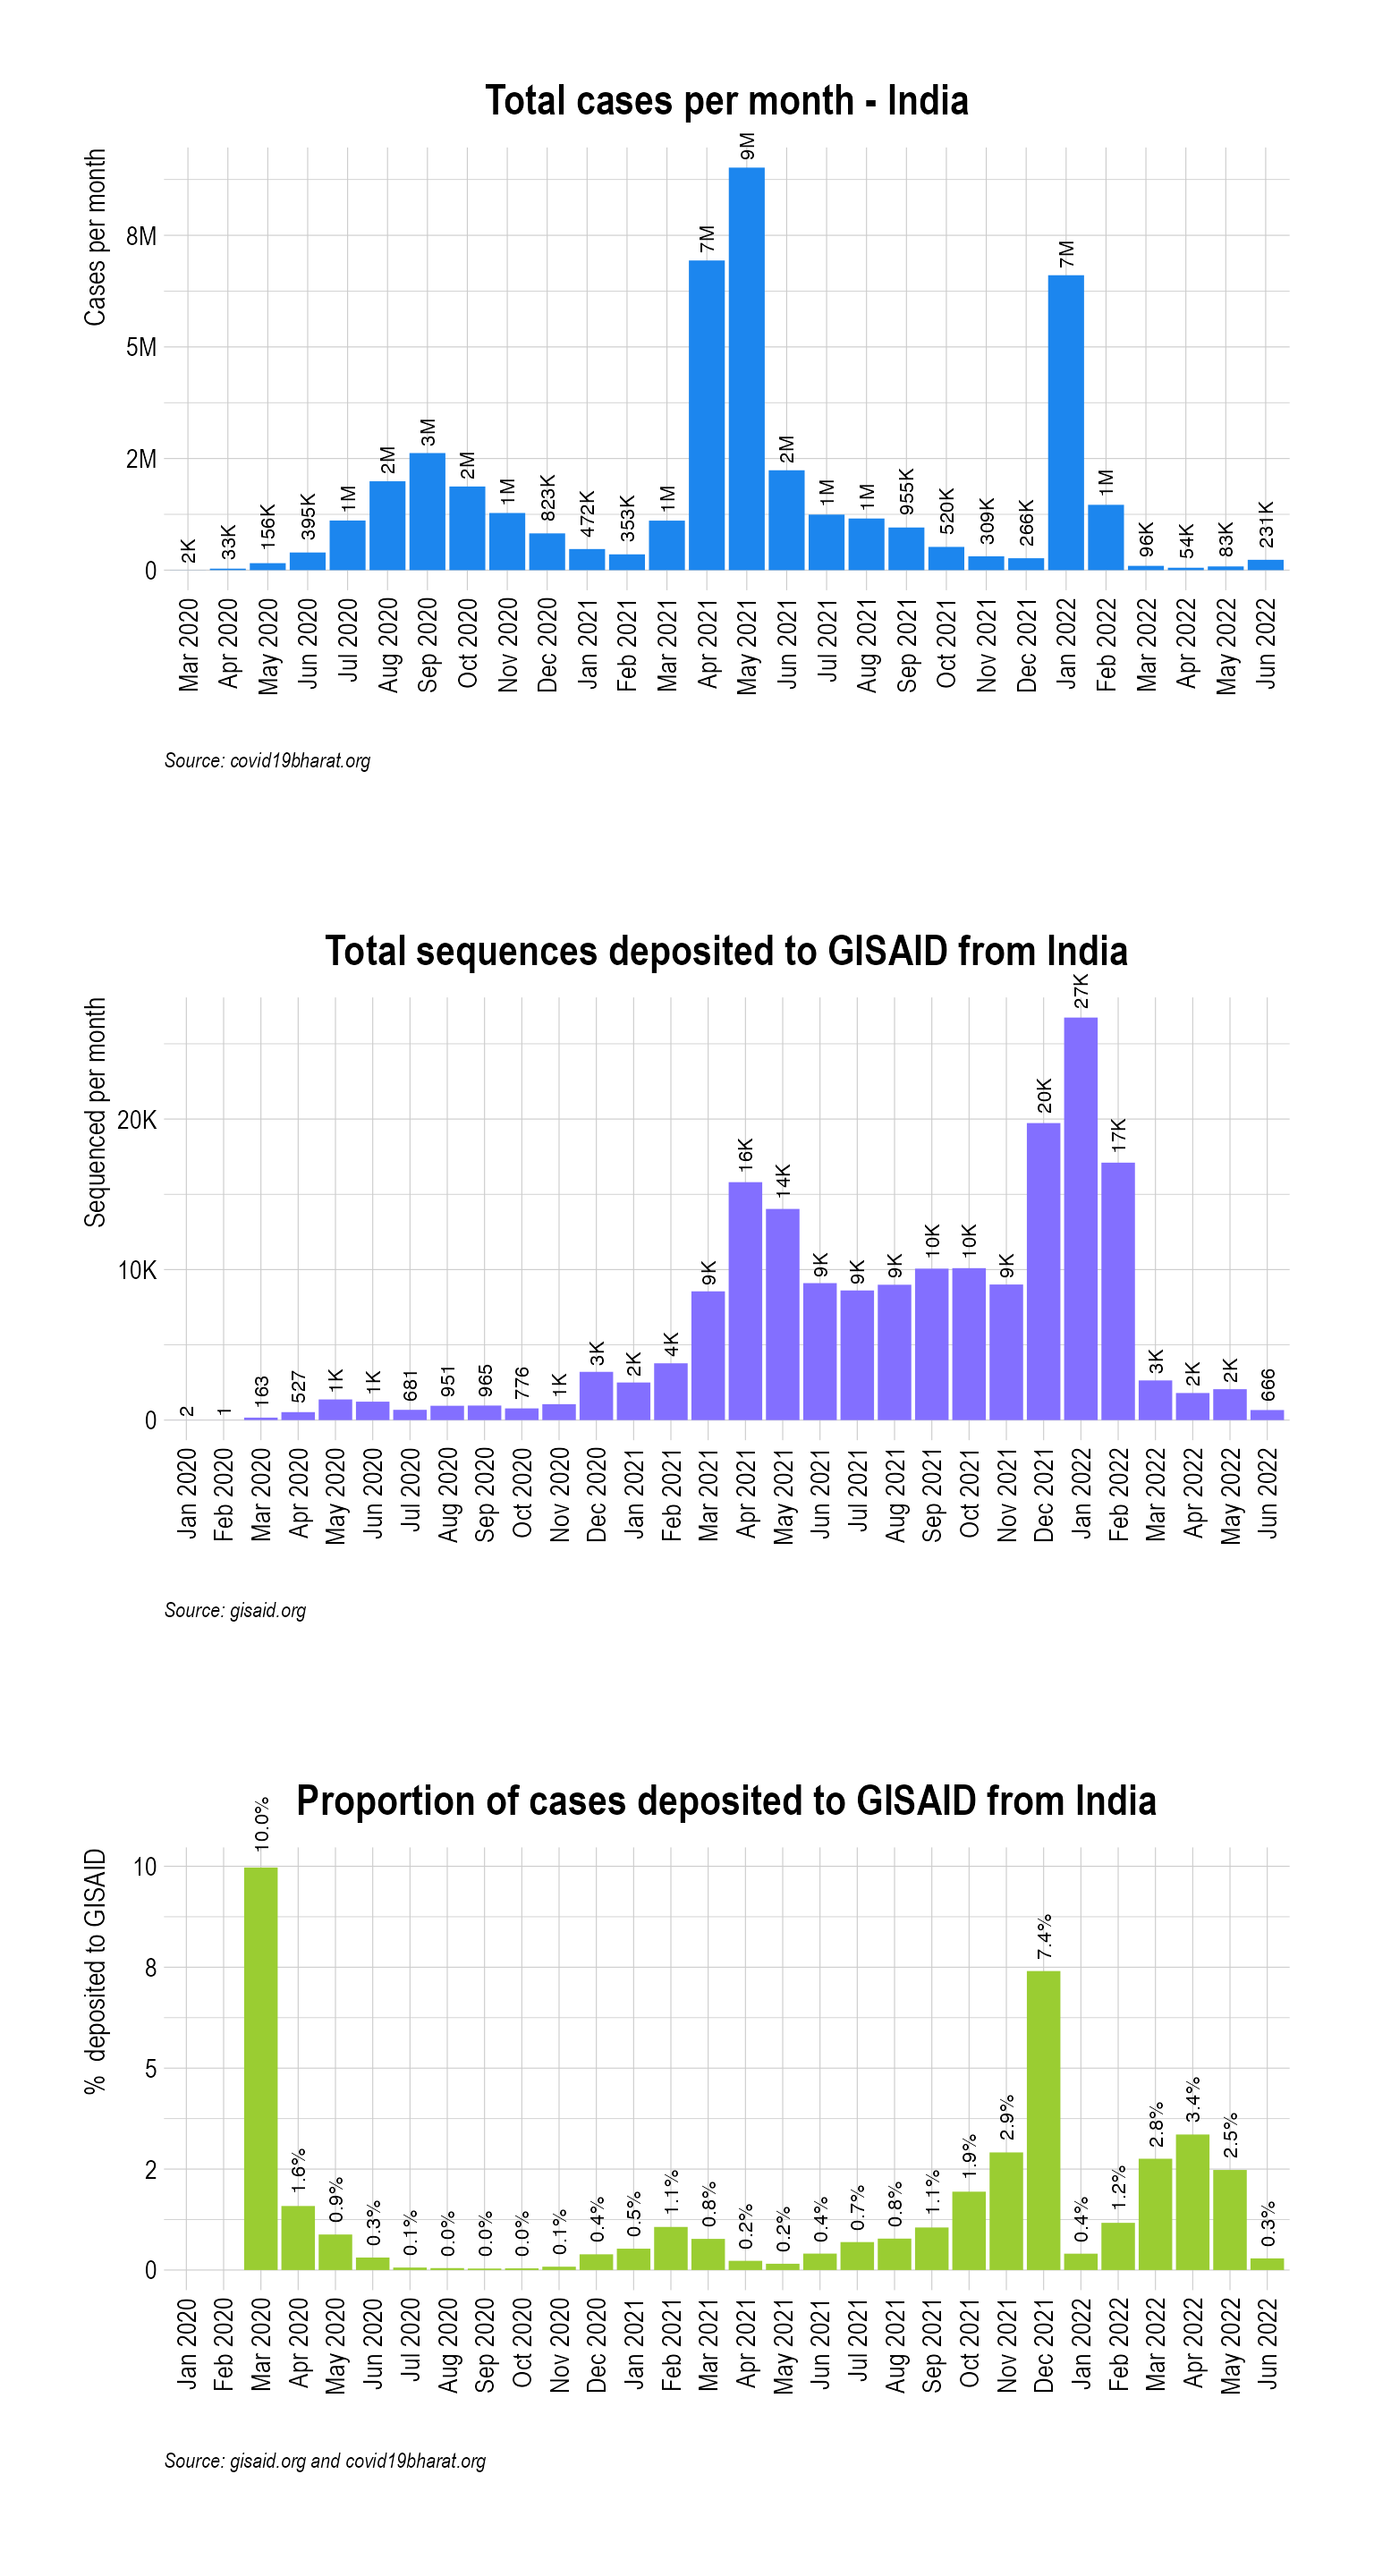 Total cases per month - India
Cases per month
8M
5M
2M
0
2K
33K
156K
395K
1M
2M
3M
2M
1M
823K
472K
353K
1M
7M
9M
2M
1M
1M
955K
520K
309K
266K
7M
1M
96K
54K
83K
231K
Mar 2020
Apr 2020
May 2020
Jun 2020
Jul 2020
Aug 2020
Sep 2020
Oct 2020
Nov 2020
Dec 2020
Jan 2021
Feb 2021
Mar 2021
Apr 2021
May 2021
Jun 2021
Jul 2021
Aug 2021
Sep 2021
Oct 2021
Nov 2021
Dec 2021
Jan 2022
Feb 2022
Mar 2022
Apr 2022
May 2022
Jun 2022
Source: covid19bharat.org
Total sequences deposited to GISAID from India
Sequenced per month
20K
10K
0
2
1
163
527
1K
1K
681
951
965
776
1K
3K
2K
4K
9K
16K
14K
9K
9K
9K
10K
10K
9K
20K
27K
17K
3K
2K
2K
666
Jan 2020
Feb 2020
Mar 2020
Apr 2020
May 2020
Jun 2020
Jul 2020
Aug 2020
Sep 2020
Oct 2020
Nov 2020
Dec 2020
Jan 2021
Feb 2021
Mar 2021
Apr 2021
May 2021
Jun 2021
Jul 2021
Aug 2021
Sep 2021
Oct 2021
Nov 2021
Dec 2021
Jan 2022
Feb 2022
Mar 2022
Apr 2022
May 2022
Jun 2022
Source: gisaid.org
Proportion of cases deposited to GISAID from India
% deposited to GISAID
10
8
5
2
0
10.0%
1.6%
0.9%
0.3%
0.1%
0.0%
0.0%
0.0%
0.1%
0.4%
0.5%
1.1%
0.8%
0.2%
0.2%
0.4%
0.7%
0.8%
1.1%
1.9%
2.9%
7.4%
0.4%
1.2%
2.8%
3.4%
2.5%
0.3%
Jan 2020
Feb 2020
Mar 2020
Apr 2020
May 2020
Jun 2020
Jul 2020
Aug 2020
Sep 2020
Oct 2020
Nov 2020
Dec 2020
Jan 2021
Feb 2021
Mar 2021
Apr 2021
May 2021
Jun 2021
Jul 2021
Aug 2021
Sep 2021
Oct 2021
Nov 2021
Dec 2021
Jan 2022
Feb 2022
Mar 2022
Apr 2022
May 2022
Jun 2022
Source: gisaid.org and covid19bharat.org